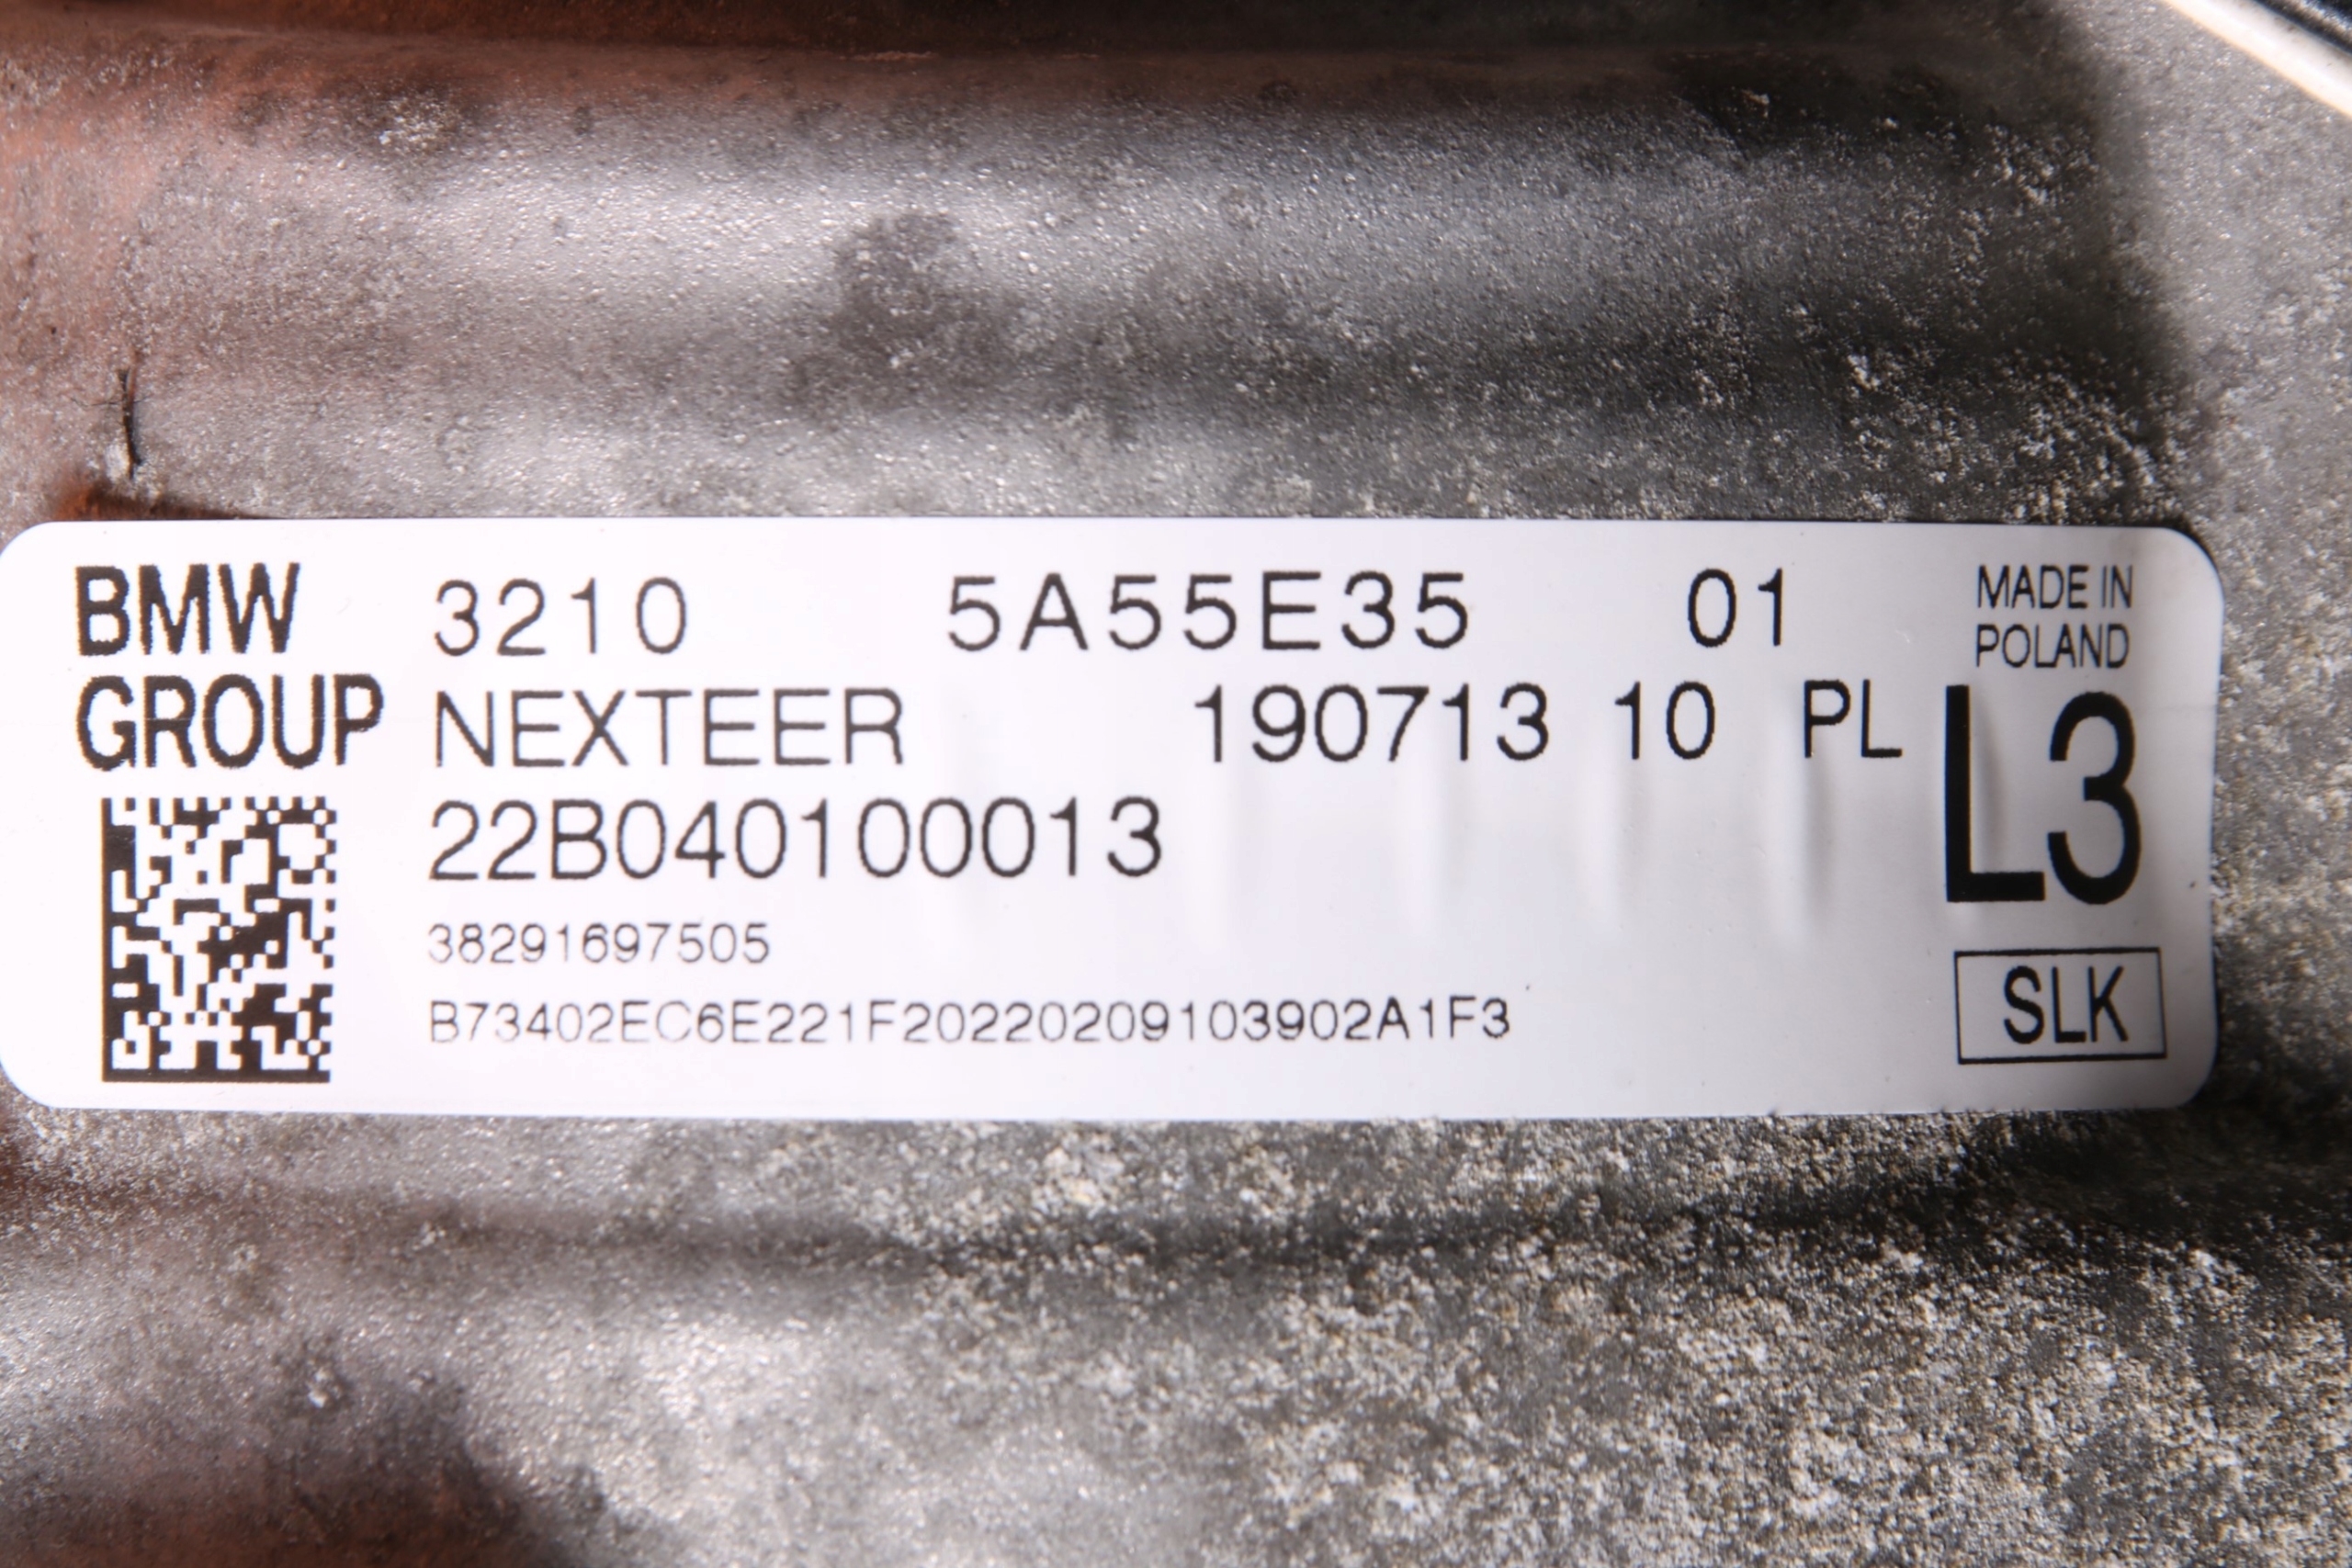 BMW GROUP
3210 5A55E35 01
NEXTEER 190713 10 PL
22B040100013
38291697505
B73402EC6E221F20220209103902A1F3
MADE IN
POLAND
L3
SLK